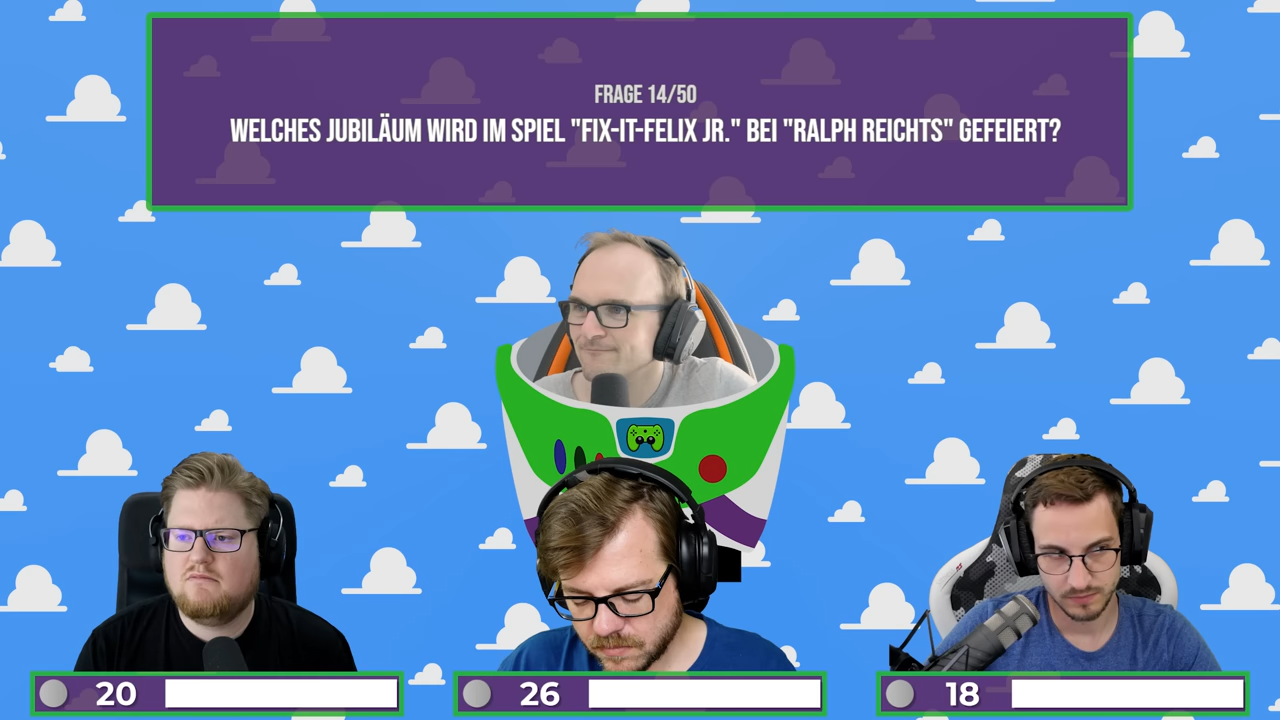 FRAGE 14/50
WELCHES JUBILÄUM WIRD IM SPIEL "FIX-IT-FELIX JR." BEI "RALPH REICHTS" GEFEIERT?
20
26
18